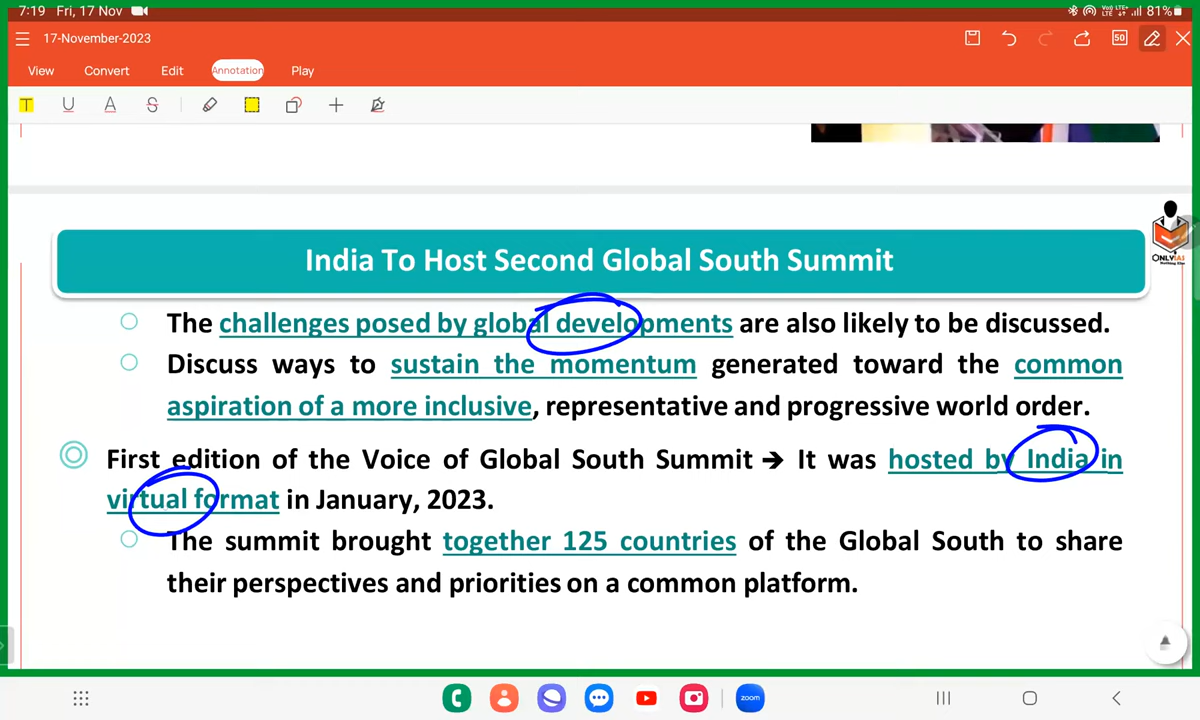 7:19 Fri, 17 Nov
81%
17-November-2023
50
View Convert Edit Annotation Play
T U A S
India To Host Second Global South Summit
ONLYIAS
Nothing Else
The challenges posed by global developments are also likely to be discussed.
Discuss ways to sustain the momentum generated toward the common
aspiration of a more inclusive, representative and progressive world order.
First edition of the Voice of Global South Summit ➔ It was hosted by India in
virtual format in January, 2023.
The summit brought together 125 countries of the Global South to share
their perspectives and priorities on a common platform.
zoom